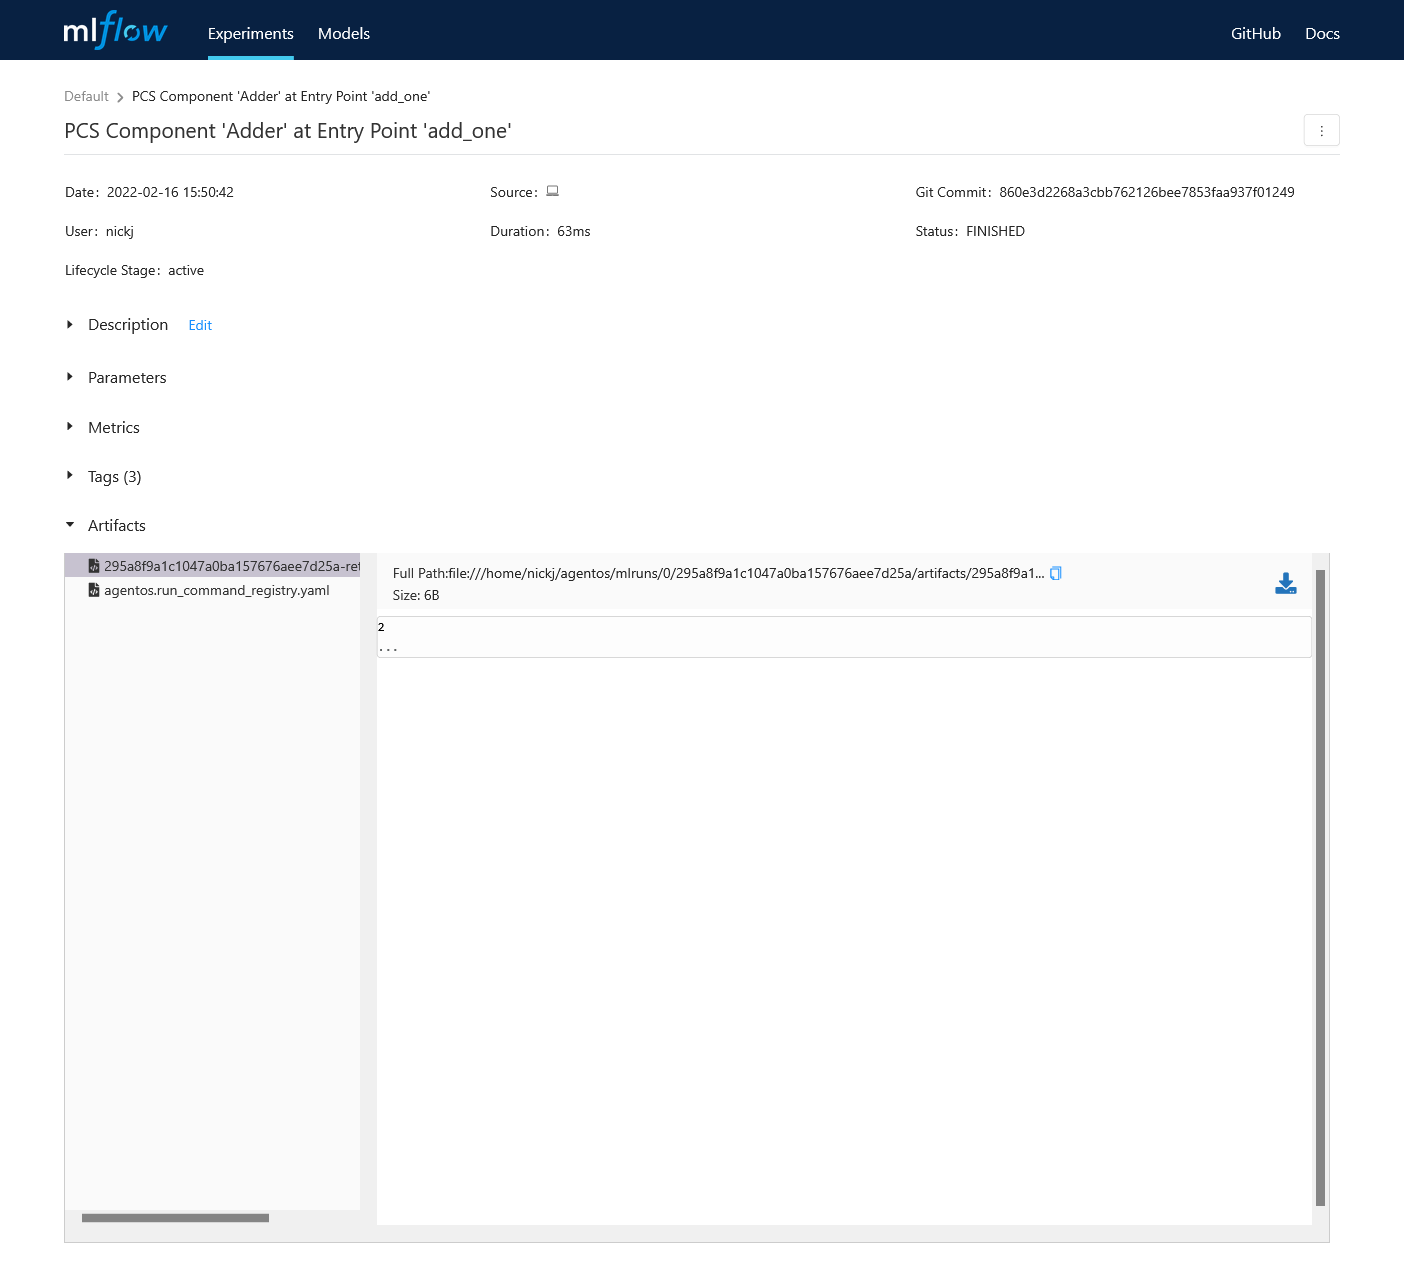 mlflow Experiments Models GitHub Docs
Default > PCS Component 'Adder' at Entry Point 'add_one'
PCS Component 'Adder' at Entry Point 'add_one'
Date: 2022-02-16 15:50:42 Source: Git Commit: 860e3d2268a3cbb762126bee7853faa937f01249
User: nickj Duration: 63ms Status: FINISHED
Lifecycle Stage: active
Description Edit
Parameters
Metrics
Tags (3)
Artifacts
295a8f9a1c1047a0ba157676aee7d25a-ret
agentos.run_command_registry.yaml
Full Path:file:///home/nickj/agentos/mlruns/0/295a8f9a1c1047a0ba157676aee7d25a/artifacts/295a8f9a1...
Size: 6B
2
...